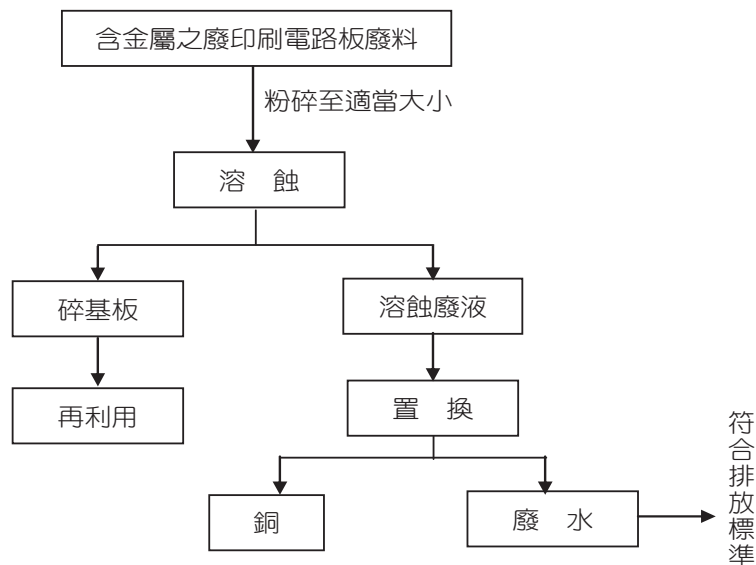 含金屬之廢印刷電路板廢料
粉碎至適當大小
溶 蝕
碎基板
溶蝕廢液
再利用
置 換
銅
廢 水
符合排放標準